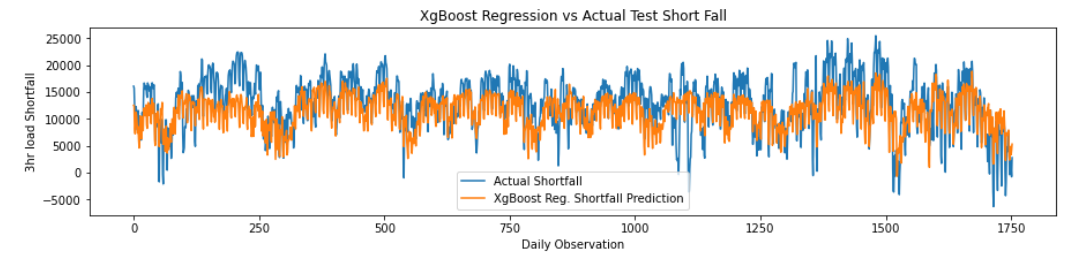 XgBoost Regression vs Actual Test Short Fall
3hr load Shortfall
25000
20000
15000
10000
5000
0
−5000
Actual Shortfall
XgBoost Reg. Shortfall Prediction
0 250 500 750 1000 1250 1500 1750
Daily Observation